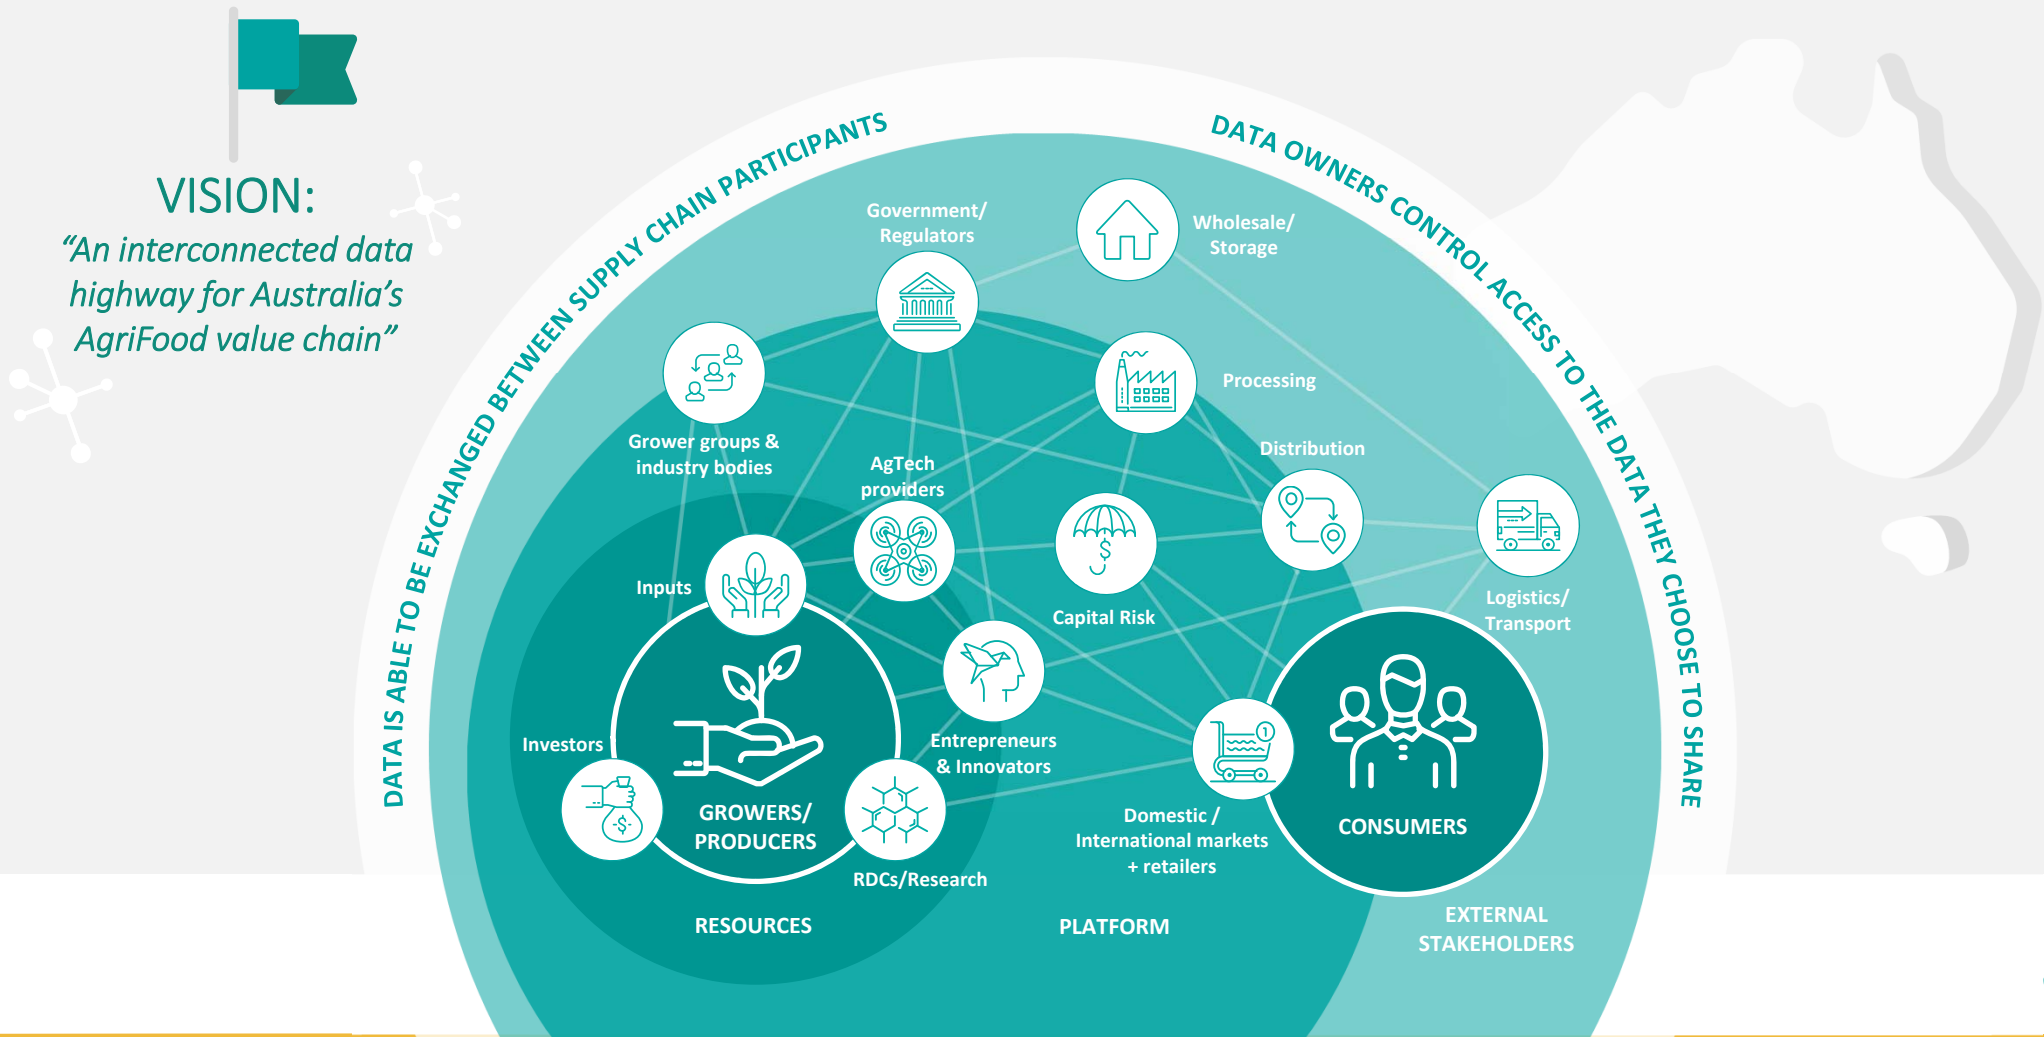 VISION:
“An interconnected data
highway for Australia’s
AgriFood value chain”
DATA IS ABLE TO BE EXCHANGED BETWEEN SUPPLY CHAIN PARTICIPANTS
DATA OWNERS CONTROL ACCESS TO THE DATA THEY CHOOSE TO SHARE
Government/
Regulators
Wholesale/
Storage
Processing
Grower groups &
industry bodies
AgTech
providers
Distribution
Inputs
Capital Risk
Logistics/
Transport
Investors
Entrepreneurs
& Innovators
GROWERS/
PRODUCERS
RDCs/Research
Domestic /
International markets
+ retailers
1
$
-$-
CONSUMERS
RESOURCES
PLATFORM
EXTERNAL
STAKEHOLDERS